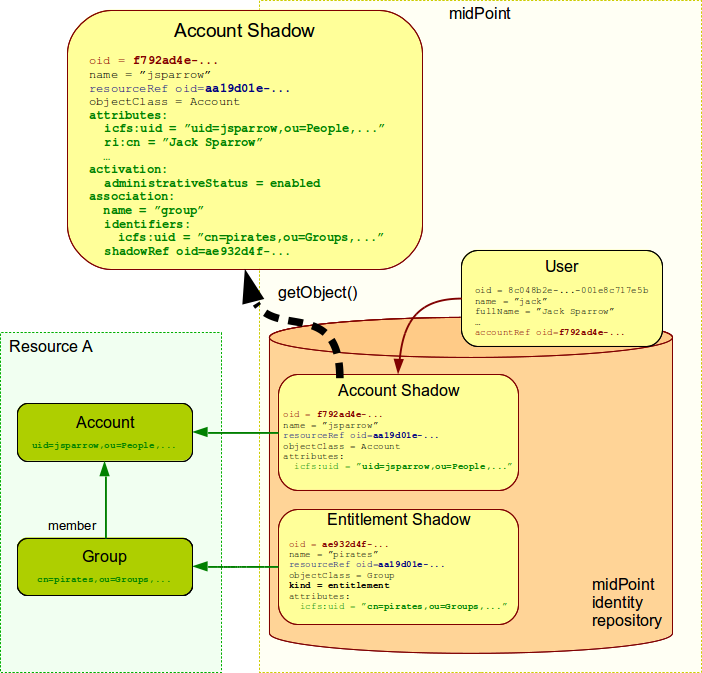 midPoint
Account Shadow
oid = f792ad4e-...
name = ”jsparrow”
resourceRef oid=aa19d01e-...
objectClass = Account
attributes:
icfs:uid = ”uid=jsparrow,ou=People,...”
ri:cn = ”Jack Sparrow”
…
activation:
administrativeStatus = enabled
association:
name = ”group”
identifiers:
icfs:uid = ”cn=pirates,ou=Groups,...”
shadowRef oid=ae932d4f-...
getObject()
User
oid = 8c048b2e-...-001e8c717e5b
name = ”jack”
fullName = ”Jack Sparrow”
…
accountRef oid=f792ad4e-...
Resource A
Account
uid=jsparrow,ou=People,...
member
Group
cn=pirates,ou=Groups,...
Account Shadow
oid = f792ad4e-...
name = ”jsparrow”
resourceRef oid=aa19d01e-...
objectClass = Account
attributes:
icfs:uid = ”uid=jsparrow,ou=People,...”
Entitlement Shadow
oid = ae932d4f-...
name = ”pirates”
resourceRef oid=aa19d01e-...
objectClass = Group
kind = entitlement
attributes:
icfs:uid = ”cn=pirates,ou=Groups,...”
midPoint
identity
repository